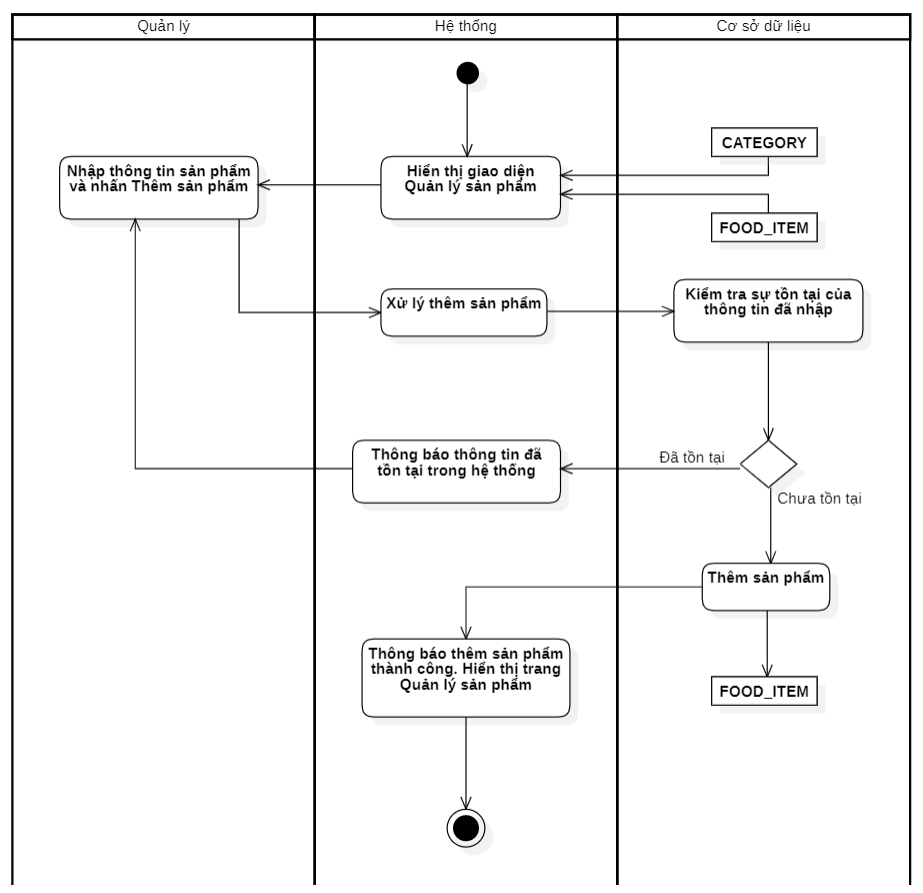 Quản lý
Hệ thống
Cơ sở dữ liệu
CATEGORY
Nhập thông tin sản phẩm
và nhấn Thêm sản phẩm
Hiển thị giao diện
Quản lý sản phẩm
FOOD_ITEM
Xử lý thêm sản phẩm
Kiểm tra sự tồn tại của
thông tin đã nhập
Thông báo thông tin đã
tồn tại trong hệ thống
Đã tồn tại
Chưa tồn tại
Thêm sản phẩm
Thông báo thêm sản phẩm
thành công. Hiển thị trang
Quản lý sản phẩm
FOOD_ITEM